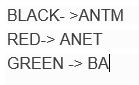 BLACK- >ANTM
RED-> ANET
GREEN -> BA